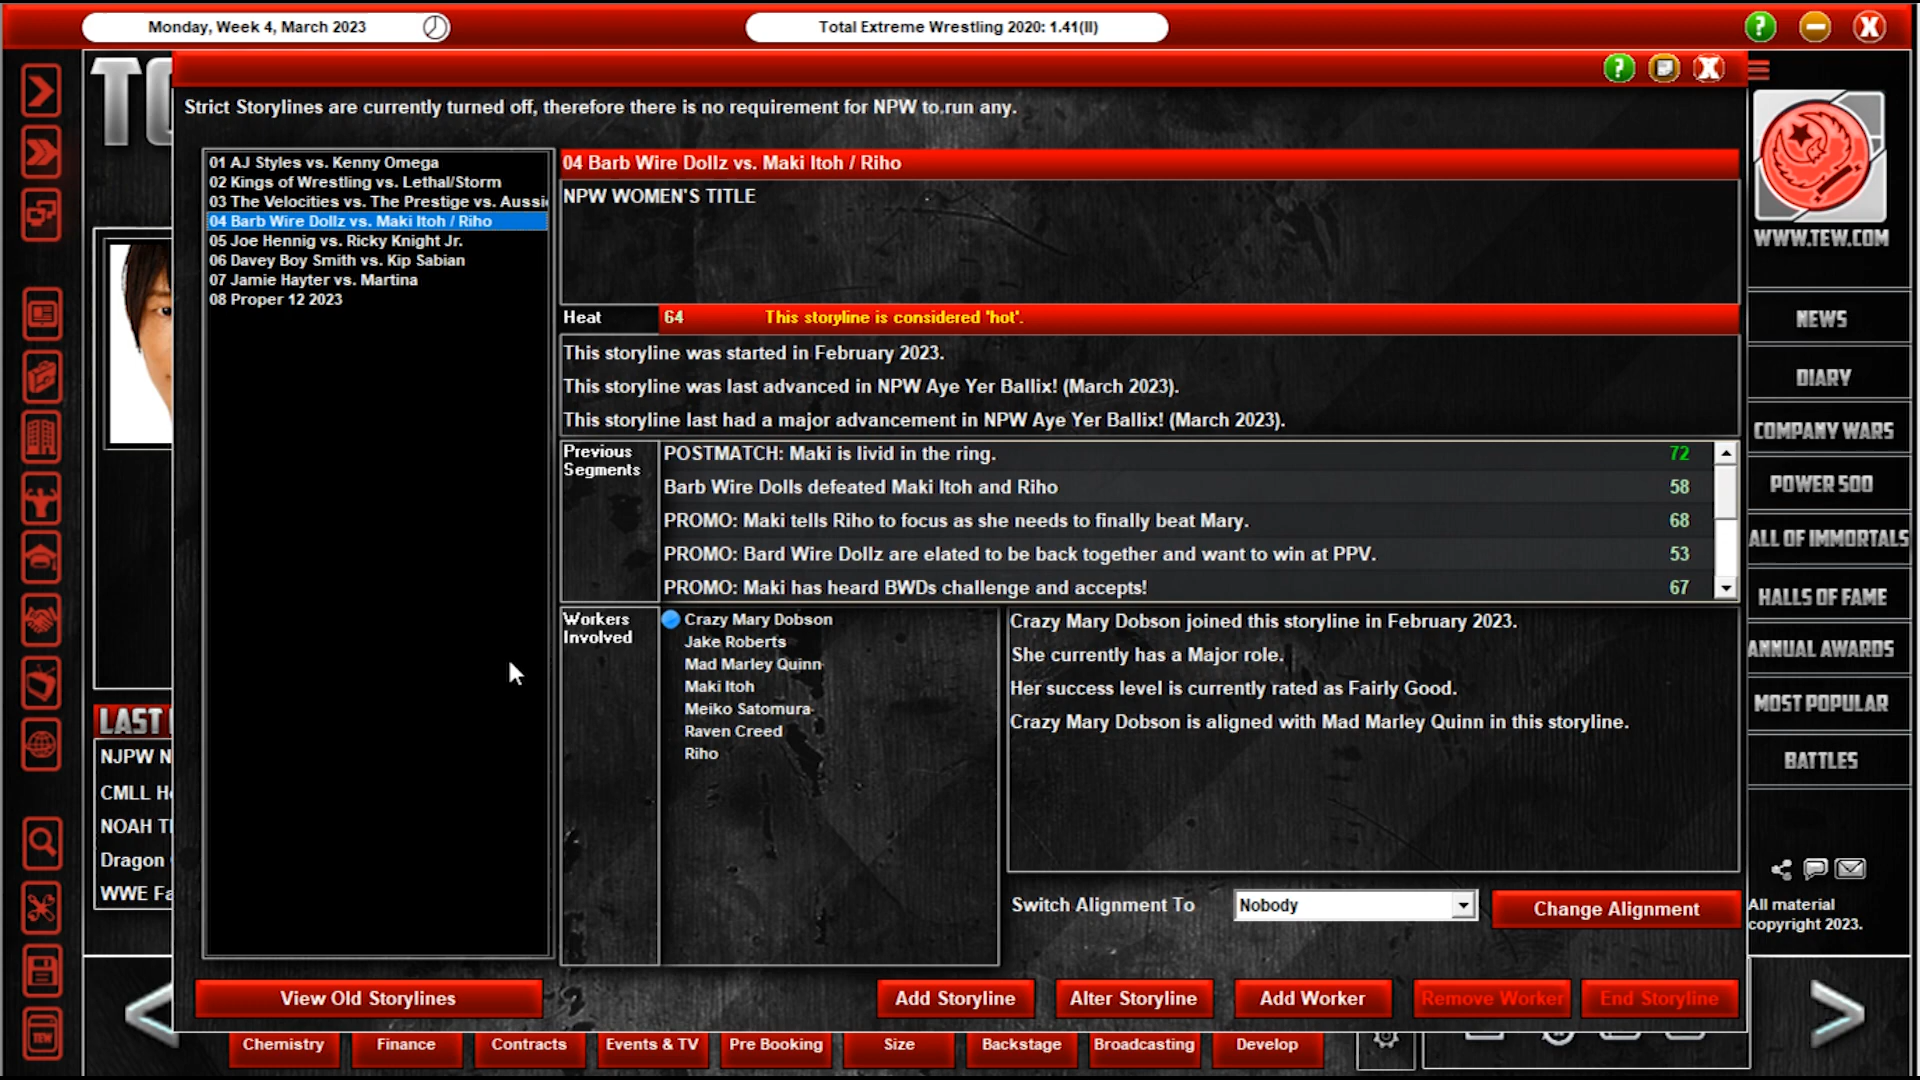 Monday, Week 4, March 2023
Total Extreme Wrestling 2020: 1.41(II)
Strict Storylines are currently turned off, therefore there is no requirement for NPW to run any.
01 AJ Styles vs. Kenny Omega
02 Kings of Wrestling vs. Lethal/Storm
03 The Velocities vs. The Prestige vs. Aussi
04 Barb Wire Dollz vs. Maki Itoh / Riho
05 Joe Hennig vs. Ricky Knight Jr.
06 Davey Boy Smith vs. Kip Sabian
07 Jamie Hayter vs. Martina
08 Proper 12 2023
04 Barb Wire Dollz vs. Maki Itoh / Riho
NPW WOMEN'S TITLE
Heat 64 This storyline is considered 'hot'.
This storyline was started in February 2023.
This storyline was last advanced in NPW Aye Yer Ballix! (March 2023).
This storyline last had a major advancement in NPW Aye Yer Ballix! (March 2023).
Previous Segments
POSTMATCH: Maki is livid in the ring. 72
Barb Wire Dolls defeated Maki Itoh and Riho 58
PROMO: Maki tells Riho to focus as she needs to finally beat Mary. 68
PROMO: Bard Wire Dollz are elated to be back together and want to win at PPV. 53
PROMO: Maki has heard BWDs challenge and accepts! 67
Workers Involved
Crazy Mary Dobson
Jake Roberts
Mad Marley Quinn
Maki Itoh
Meiko Satomura
Raven Creed
Riho
Crazy Mary Dobson joined this storyline in February 2023.
She currently has a Major role.
Her success level is currently rated as Fairly Good.
Crazy Mary Dobson is aligned with Mad Marley Quinn in this storyline.
Switch Alignment To Nobody Change Alignment
View Old Storylines Add Storyline Alter Storyline Add Worker Remove Worker End Storyline
LAST
NJPW N
CMLL H
NOAH T
Dragon
WWE Fa
Chemistry Finance Contracts Events & TV Pre Booking Size Backstage Broadcasting Develop
WWW.TEW.COM
NEWS
DIARY
COMPANY WARS
POWER 500
ALL OF IMMORTALS
HALLS OF FAME
ANNUAL AWARDS
MOST POPULAR
BATTLES
All material
copyright 2023.
TEW